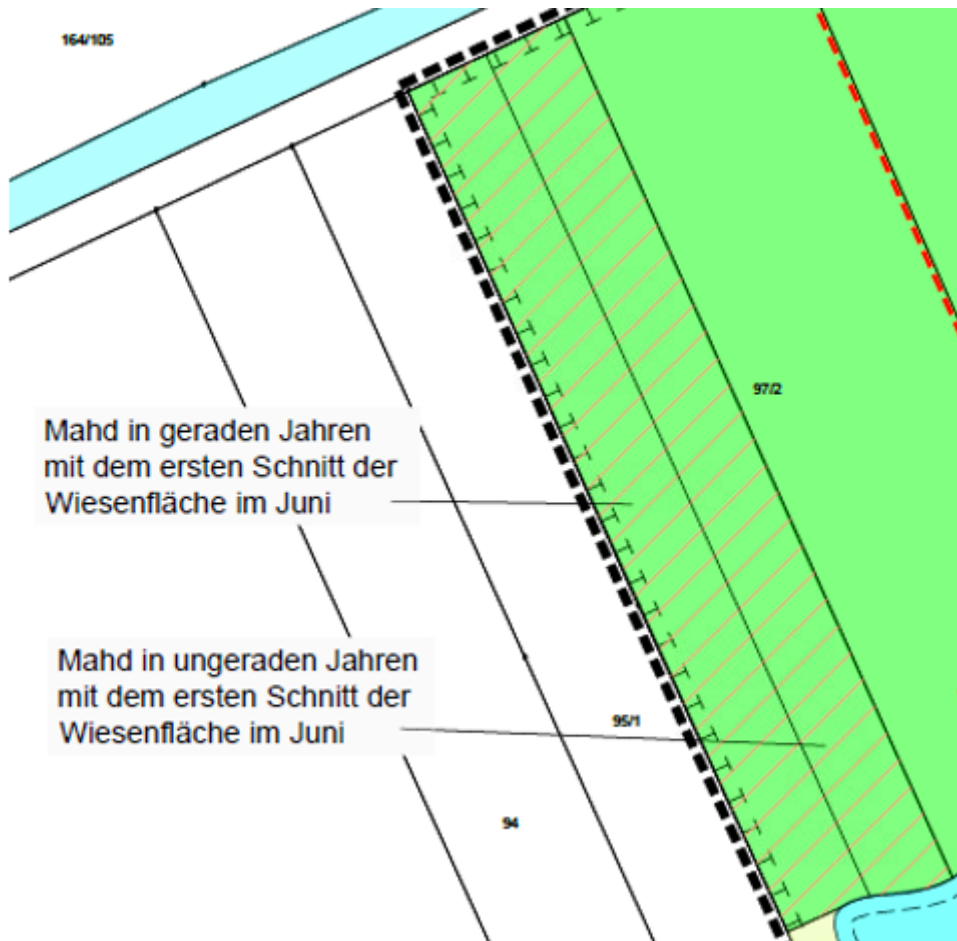 164/105
97/2
Mahd in geraden Jahren
mit dem ersten Schnitt der
Wiesenfläche im Juni
Mahd in ungeraden Jahren
mit dem ersten Schnitt der
Wiesenfläche im Juni
95/1
94